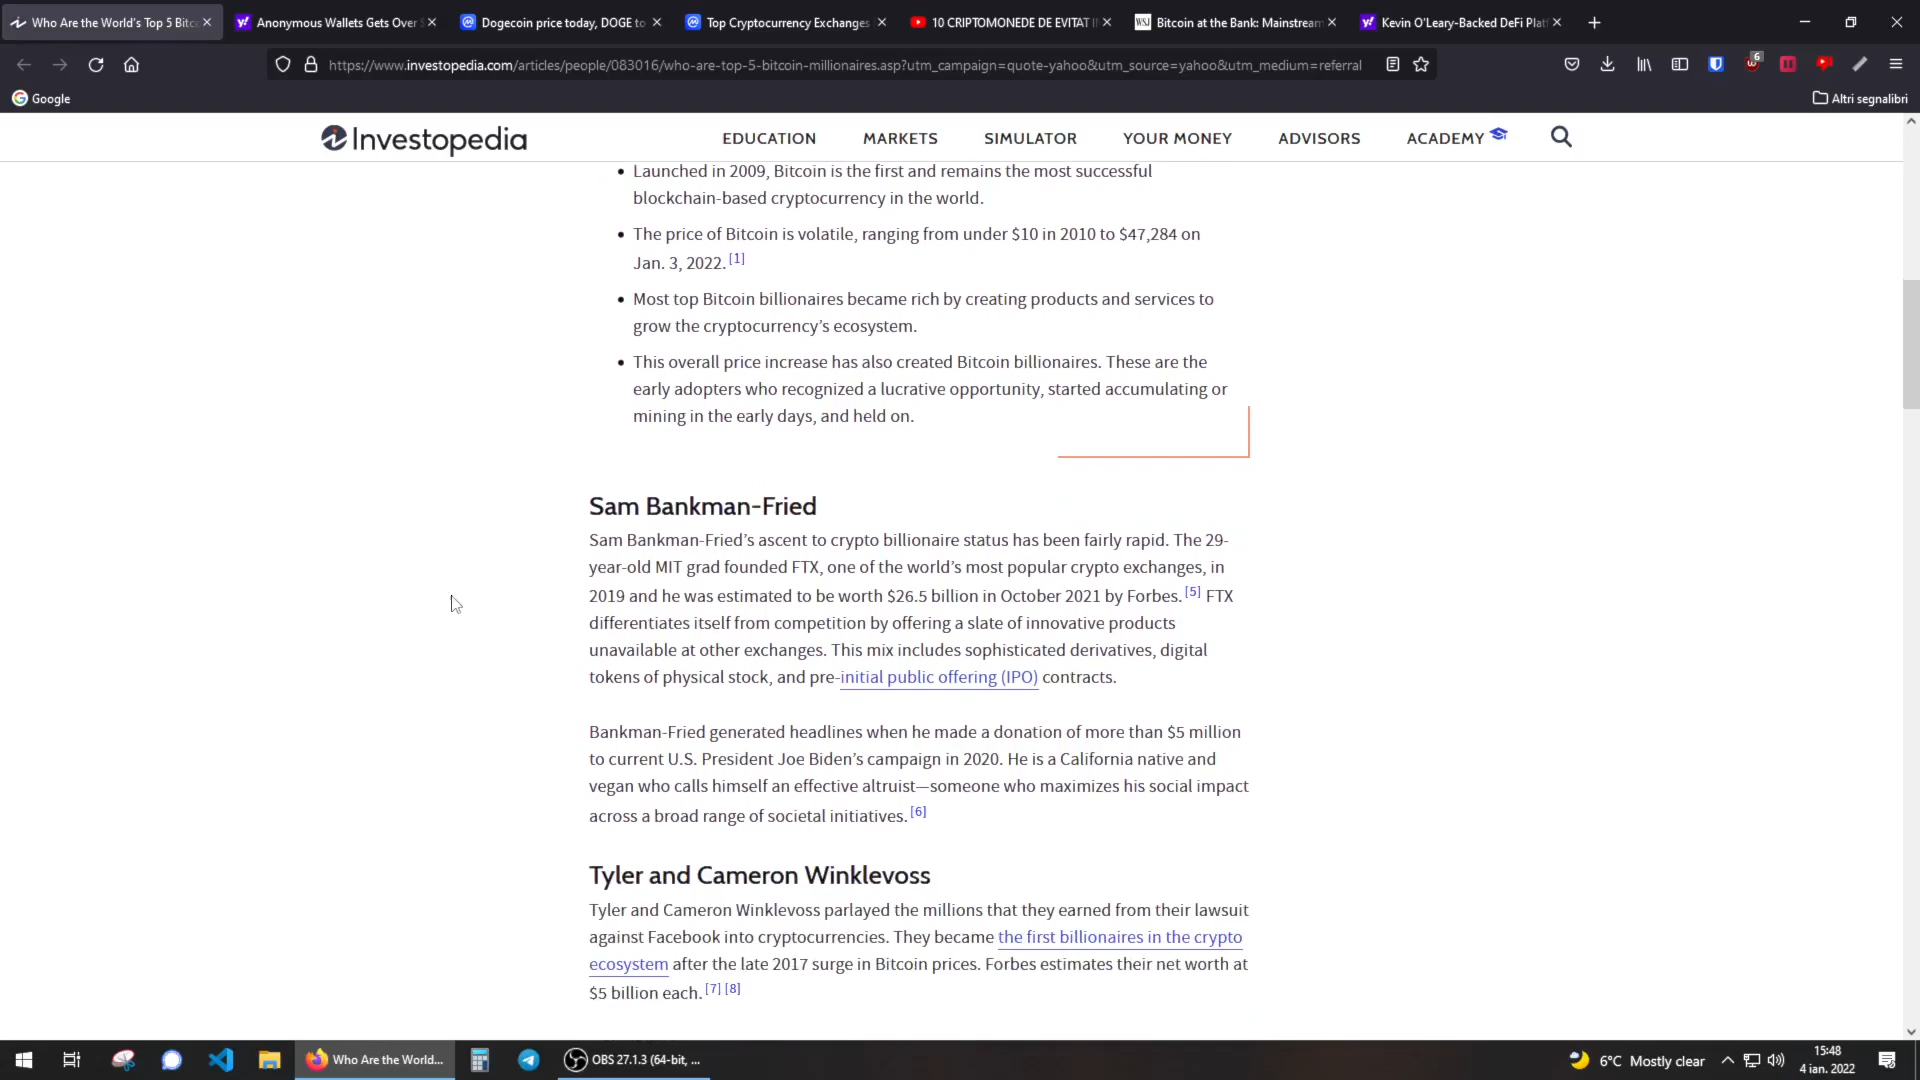 Who Are the World's Top 5 Bitc
Anonymous Wallets Gets Over
Dogecoin price today, DOGE to
Top Cryptocurrency Exchanges
10 CRIPTOMONEDE DE EVITAT Î
WSJ
Bitcoin at the Bank: Mainstream
Kevin O'Leary-Backed DeFi Plat
https://www.investopedia.com/articles/people/083016/who-are-top-5-bitcoin-millionaires.asp?utm_campaign=quote-yahoo&utm_source=yahoo&utm_medium=referral
6
Google
Altri segnalibri
Investopedia
EDUCATION
MARKETS
SIMULATOR
YOUR MONEY
ADVISORS
ACADEMY
• Launched in 2009, Bitcoin is the first and remains the most successful
blockchain-based cryptocurrency in the world.
• The price of Bitcoin is volatile, ranging from under $10 in 2010 to $47,284 on
Jan. 3, 2022. [1]
• Most top Bitcoin billionaires became rich by creating products and services to
grow the cryptocurrency’s ecosystem.
• This overall price increase has also created Bitcoin billionaires. These are the
early adopters who recognized a lucrative opportunity, started accumulating or
mining in the early days, and held on.
Sam Bankman-Fried
Sam Bankman-Fried’s ascent to crypto billionaire status has been fairly rapid. The 29-
year-old MIT grad founded FTX, one of the world’s most popular crypto exchanges, in
2019 and he was estimated to be worth $26.5 billion in October 2021 by Forbes. [5] FTX
differentiates itself from competition by offering a slate of innovative products
unavailable at other exchanges. This mix includes sophisticated derivatives, digital
tokens of physical stock, and pre-initial public offering (IPO) contracts.
Bankman-Fried generated headlines when he made a donation of more than $5 million
to current U.S. President Joe Biden’s campaign in 2020. He is a California native and
vegan who calls himself an effective altruist—someone who maximizes his social impact
across a broad range of societal initiatives. [6]
Tyler and Cameron Winklevoss
Tyler and Cameron Winklevoss parlayed the millions that they earned from their lawsuit
against Facebook into cryptocurrencies. They became the first billionaires in the crypto
ecosystem after the late 2017 surge in Bitcoin prices. Forbes estimates their net worth at
$5 billion each. [7] [8]
Who Are the World...
OBS 27.1.3 (64-bit, ...
6°C Mostly clear
15:48
4 ian. 2022